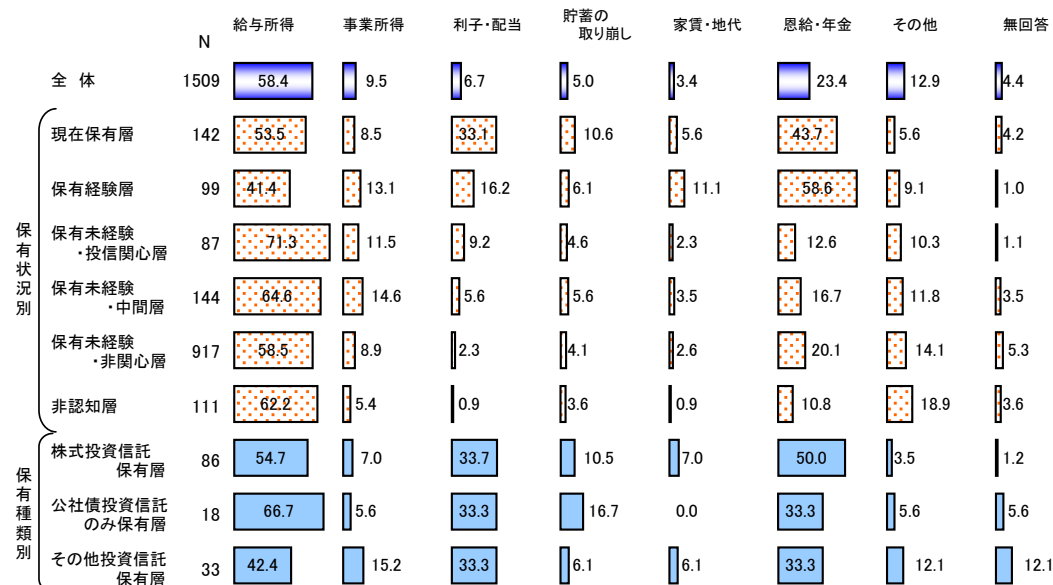 N 給与所得 事業所得 利子・配当 貯蓄の取り崩し 家賃・地代 恩給・年金 その他 無回答
全 体 1509 58.4 9.5 6.7 5.0 3.4 23.4 12.9 4.4
保有状況別
現在保有層 142 53.5 8.5 33.1 10.6 5.6 43.7 5.6 4.2
保有経験層 99 41.4 13.1 16.2 6.1 11.1 58.6 9.1 1.0
保有未経験
・投信関心層 87 71.3 11.5 9.2 4.6 2.3 12.6 10.3 1.1
保有未経験
・中間層 144 64.6 14.6 5.6 5.6 3.5 16.7 11.8 3.5
保有未経験
・非関心層 917 58.5 8.9 2.3 4.1 2.6 20.1 14.1 5.3
非認知層 111 62.2 5.4 0.9 3.6 0.9 10.8 18.9 3.6
保有種類別
株式投資信託
保有層 86 54.7 7.0 33.7 10.5 7.0 50.0 3.5 1.2
公社債投資信託
のみ保有層 18 66.7 5.6 33.3 16.7 0.0 33.3 5.6 5.6
その他投資信託
保有層 33 42.4 15.2 33.3 6.1 6.1 33.3 12.1 12.1